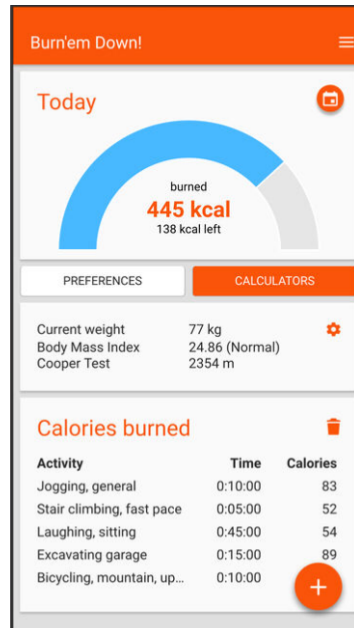 Burn'em Down!
Today
burned
445 kcal
138 kcal left
PREFERENCES CALCULATORS
Current weight 77 kg
Body Mass Index 24.86 (Normal)
Cooper Test 2354 m
Calories burned
Activity Time Calories
Jogging, general 0:10:00 83
Stair climbing, fast pace 0:05:00 52
Laughing, sitting 0:45:00 54
Excavating garage 0:15:00 89
Bicycling, mountain, up... 0:10:00